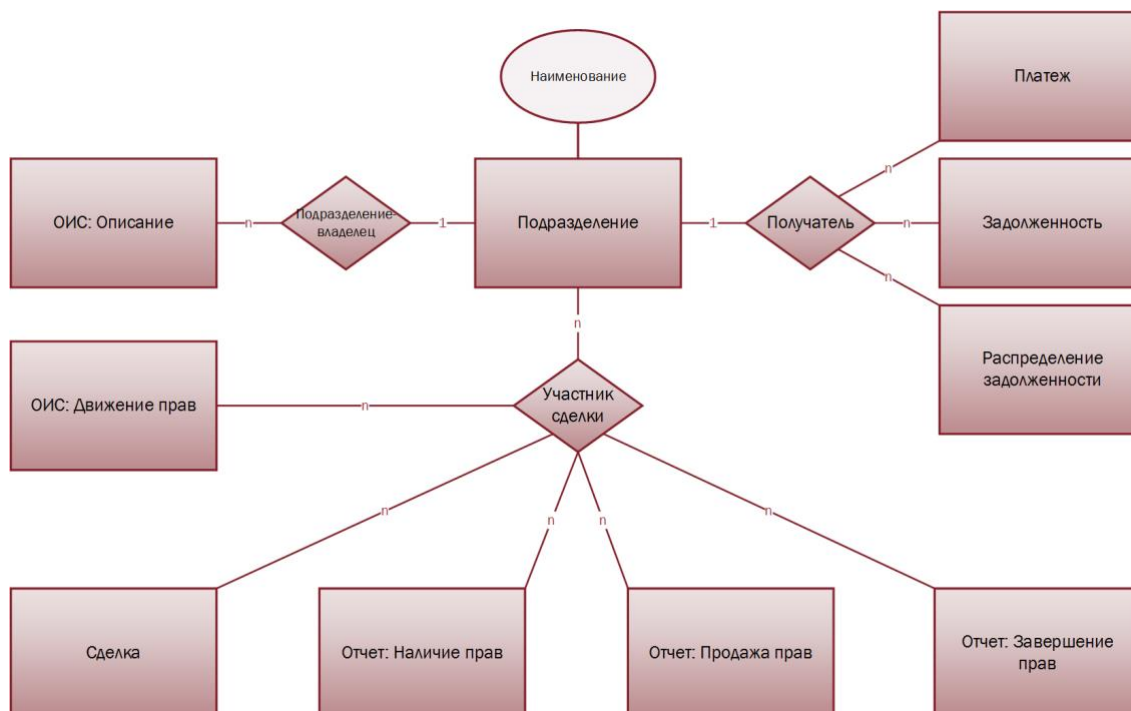 Наименование
Платеж
ОИС: Описание
n
Подразделение-
владелец
1
Подразделение
1
Получатель
n
n
n
Задолженность
Распределение
задолженности
n
ОИС: Движение прав
n
Участник
сделки
n
n
n
n
Сделка
Отчет: Наличие прав
Отчет: Продажа прав
Отчет: Завершение
прав